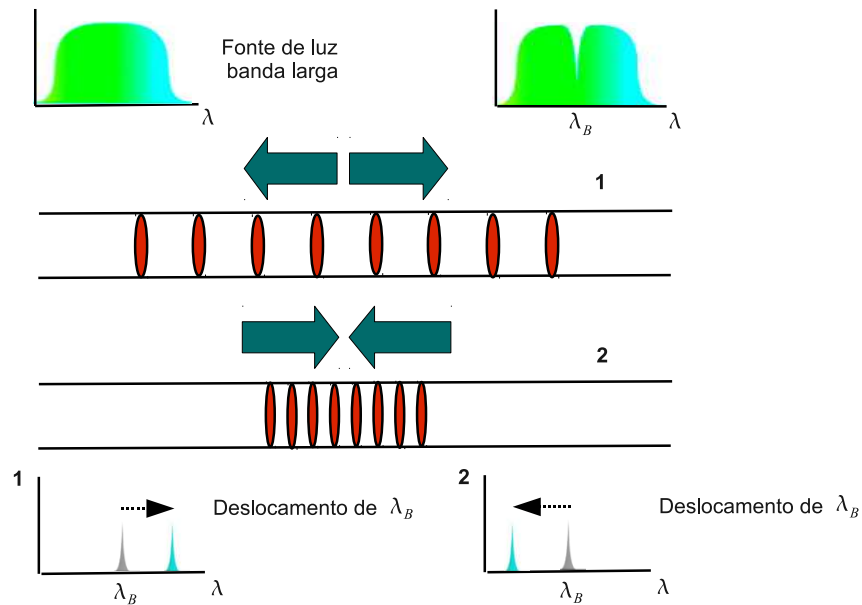 Fonte de luz
banda larga
λ
λ_B
λ
1
2
1
Deslocamento de λ_B
λ_B
λ
2
Deslocamento de λ_B
λ_B
λ